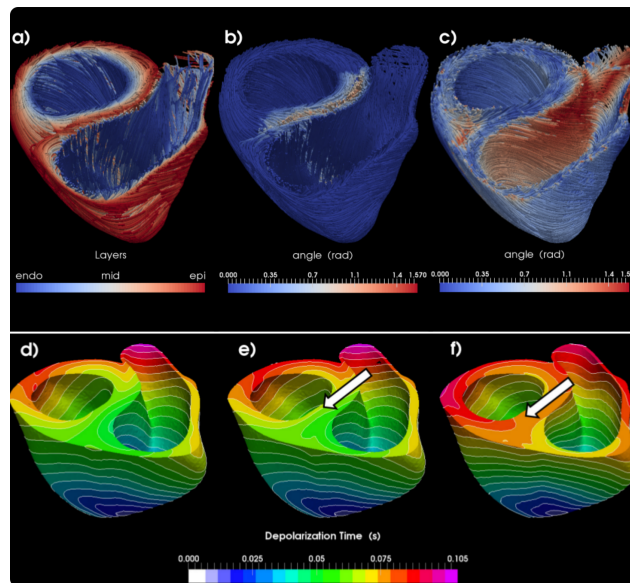 a)
b)
c)
Layers
endo mid epi
angle (rad)
0.000 0.35 0.7 1.1 1.4 1.570
angle (rad)
0.000 0.35 0.7 1.1 1.4 1.5
d)
e)
f)
Depolarization Time (s)
0.000 0.025 0.05 0.075 0.105